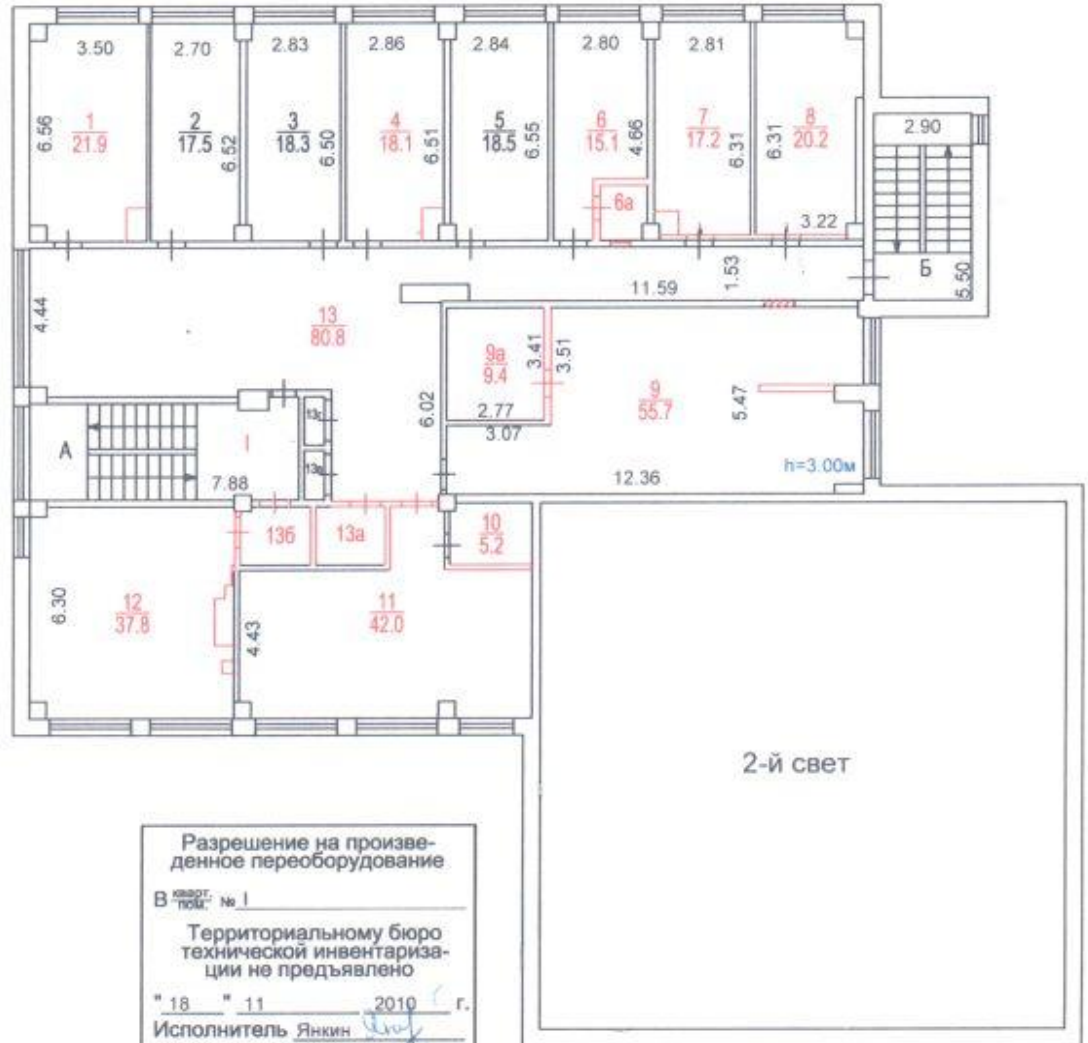 3.50 2.70 2.83 2.86 2.84 2.80 2.81
6.56 1 21.9
2 17.5 6.52
3 18.3 6.50
4 18.1 6.51
5 18.5 6.55
6 15.1 4.66
7 17.2 6.31
6.31 8 20.2
2.90
6а
3.22
Б
5.50
11.59 1.53
4.44
13 80.8
9а 9.4 3.41 3.51
9 55.7 5.47
6.02
2.77
3.07
h=3.00м
12.36
А
I
13г
13в
7.88
13б 13а
10 5.2
12 37.8
6.30
11 42.0
4.43
2-й свет
Разрешение на произве-
денное переоборудование
В кварт. пом. № I
Территориальному бюро
технической инвентариза-
ции не предъявлено
" 18 " 11 2010 г.
Исполнитель Янкин